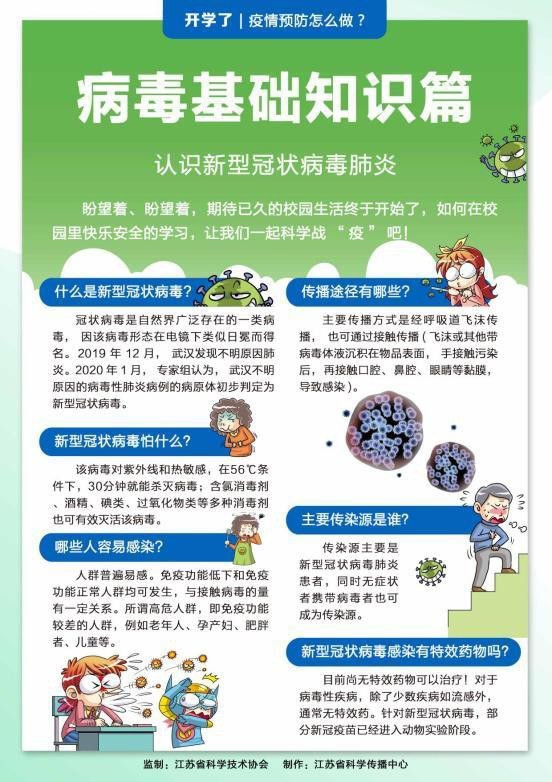 开学了 | 疫情预防怎么做？
病毒基础知识篇
认识新型冠状病毒肺炎
盼望着、盼望着，期待已久的校园生活终于开始了，如何在校
园里快乐安全的学习，让我们一起科学战“疫”吧！
什么是新型冠状病毒？
冠状病毒是自然界广泛存在的一类病
毒， 因该病毒形态在电镜下类似日冕而得
名。2019 年 12 月， 武汉发现不明原因肺
炎。2020 年 1 月， 专家组认为， 武汉不明
原因的病毒性肺炎病例的病原体初步判定为
新型冠状病毒。
新型冠状病毒怕什么？
该病毒对紫外线和热敏感，在56℃条
件下，30分钟就能杀灭病毒；含氯消毒剂
、酒精、碘类、过氧化物类等多种消毒剂
也可有效灭活该病毒。
哪些人容易感染？
人群普遍易感。免疫功能低下和免疫
功能正常人群均可发生，与接触病毒的量
有一定关系。所谓高危人群，即免疫功能
较差的人群，例如老年人、孕产妇、肥胖
者、儿童等。
传播途径有哪些？
主要传播方式是经呼吸道飞沫传
播， 也可通过接触传播（飞沫或其他带
病毒体液沉积在物品表面， 手接触污染
后，再接触口腔、鼻腔、眼睛等黏膜，
导致感染）。
主要传染源是谁？
传染源主要是
新型冠状病毒肺炎
患者，同时无症状
者携带病毒者也可
成为传染源。
新型冠状病毒感染有特效药物吗？
目前尚无特效药物可以治疗！对于
病毒性疾病，除了少数疾病如流感外，
通常无特效药。针对新型冠状病毒，部
分新冠疫苗已经进入动物实验阶段。
监制：江苏省科学技术协会 制作：江苏省科学传播中心